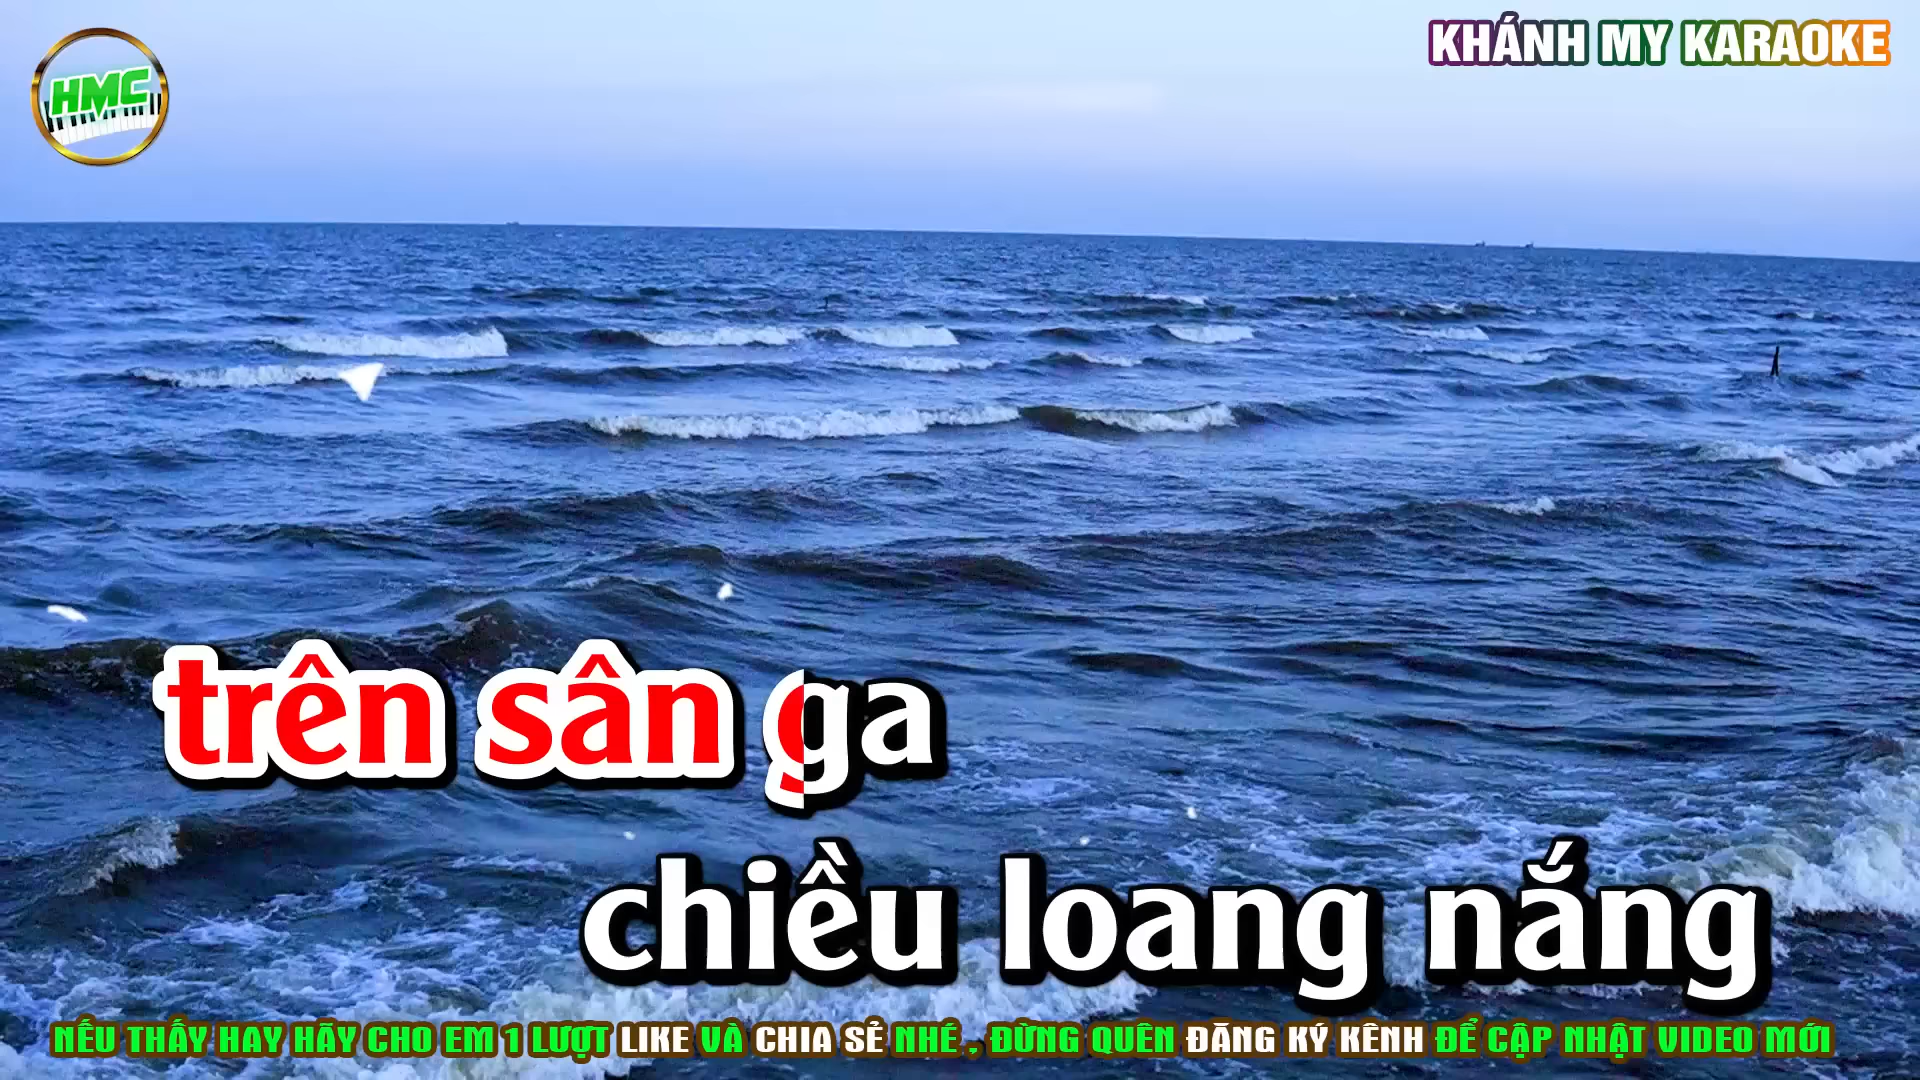 KHÁNH MY KARAOKE
HMC
trên sân ga
chiều loang nắng
NẾU THẤY HAY HÃY CHO EM 1 LƯỢT LIKE VÀ CHIA SẺ NHÉ , ĐỪNG QUÊN ĐĂNG KÝ KÊNH ĐỂ CẬP NHẬT VIDEO MỚI